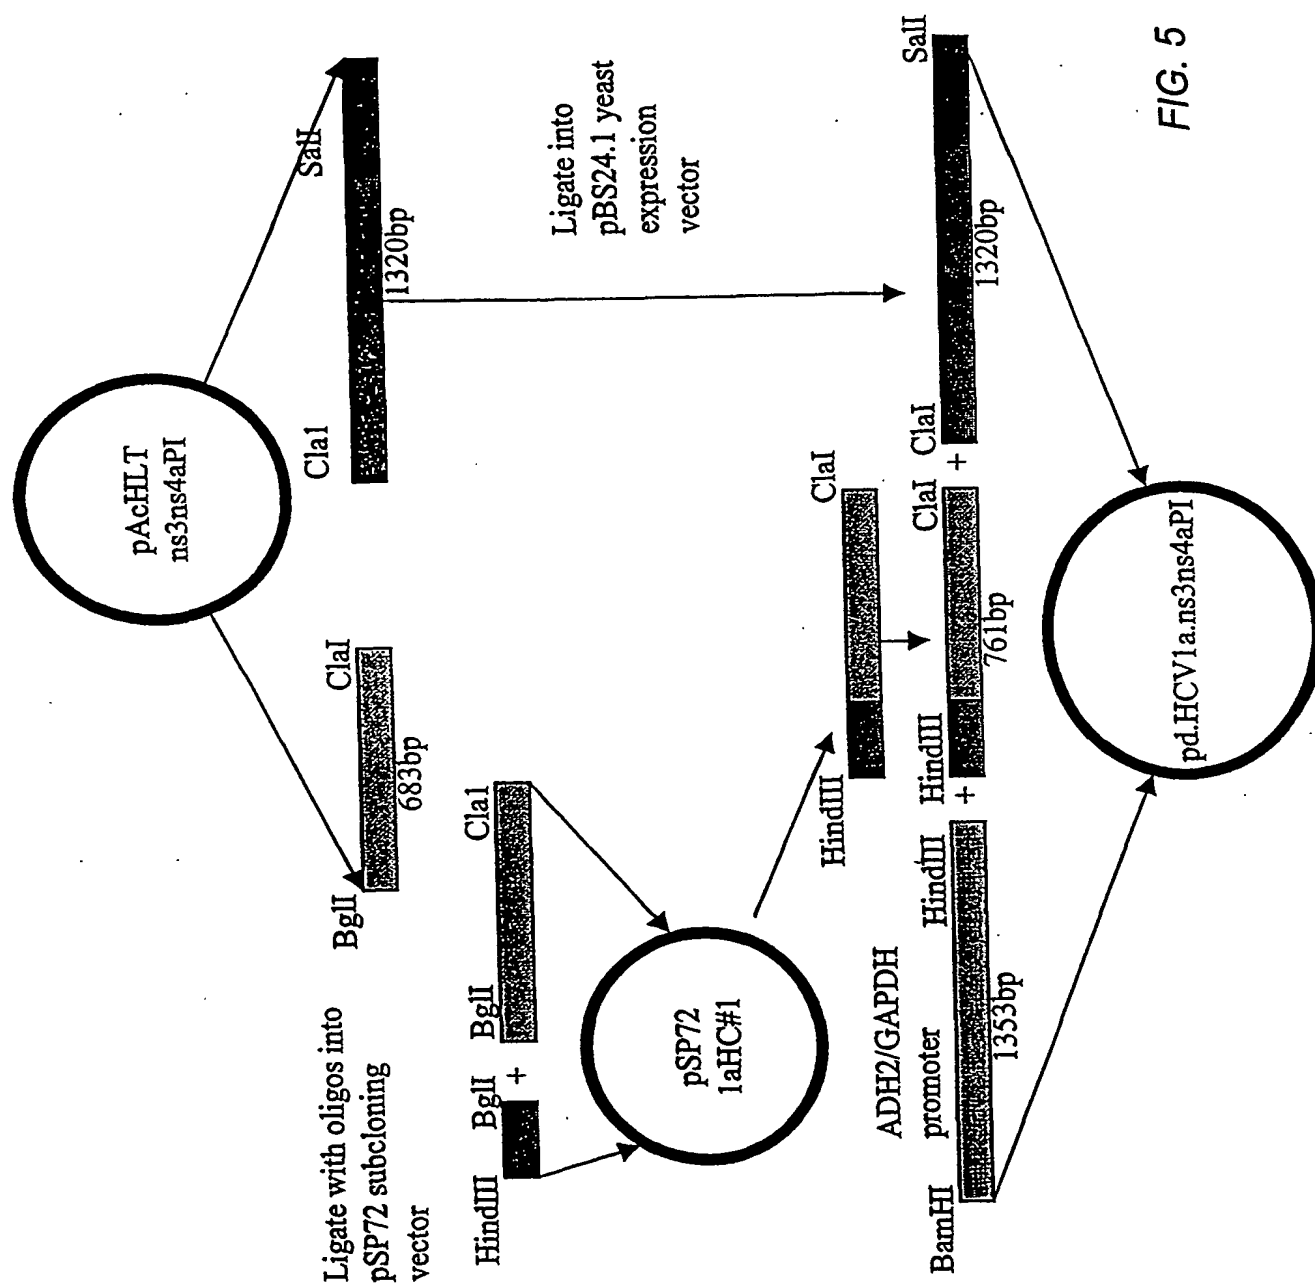 pAcHLT
ns3ns4aPI
BglI
ClaI
683bp
Cla1
SalI
1320bp
Ligate with oligos into
pSP72 subcloning
vector
HindIII
BglI
+
BglI
Cla1
Ligate into
pBS24.1 yeast
expression
vector
pSP72
1aHC#1
HindIII
ClaI
ADH2/GAPDH
promoter
BamHI
HindIII
1353bp
+
HindIII
ClaI
761bp
+
ClaI
SalI
1320bp
pd.HCV1a.ns3ns4aPI
FIG. 5